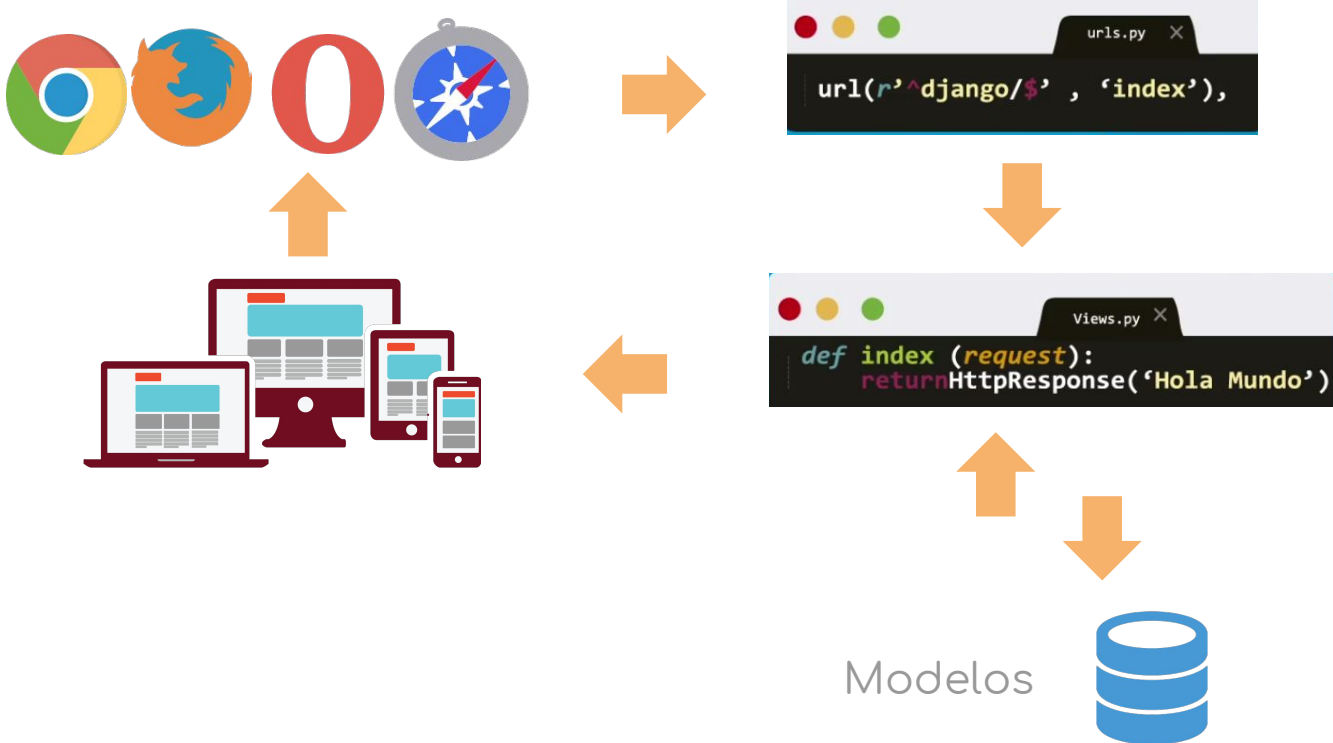 urls.py ×
url(r’^django/$’ , ‘index’),
Views.py ×
def index (request):
returnHttpResponse(‘Hola Mundo’)
Modelos